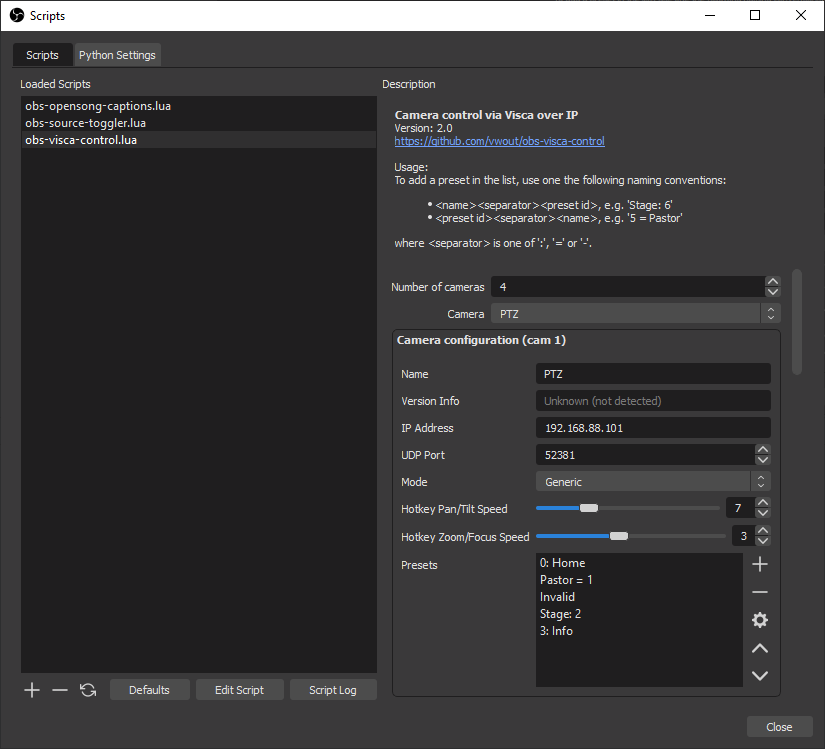 Scripts
Scripts
Python Settings
Loaded Scripts
obs-opensong-captions.lua
obs-source-toggler.lua
obs-visca-control.lua
Defaults
Edit Script
Script Log
Description
Camera control via Visca over IP
Version: 2.0
https://github.com/vwout/obs-visca-control
Usage:
To add a preset in the list, use one the following naming conventions:
• <name><separator><preset id>, e.g. 'Stage: 6'
• <preset id><separator><name>, e.g. '5 = Pastor'
where <separator> is one of ':', '=' or '-'.
Number of cameras 4
Camera PTZ
Camera configuration (cam 1)
Name PTZ
Version Info Unknown (not detected)
IP Address 192.168.88.101
UDP Port 52381
Mode Generic
Hotkey Pan/Tilt Speed 7
Hotkey Zoom/Focus Speed 3
Presets
0: Home
Pastor = 1
Invalid
Stage: 2
3: Info
Close